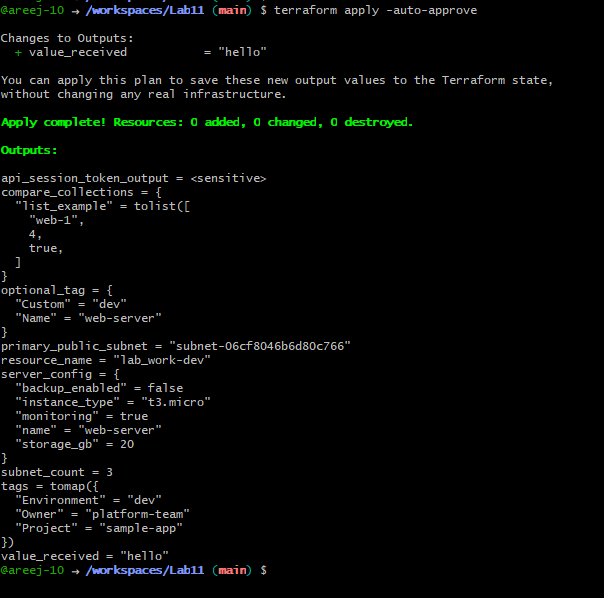 @areej-10 → /workspaces/Lab11 (main) $ terraform apply -auto-approve
Changes to Outputs:
  + value_received           = "hello"
You can apply this plan to save these new output values to the Terraform state,
without changing any real infrastructure.
Apply complete! Resources: 0 added, 0 changed, 0 destroyed.
Outputs:
api_session_token_output = <sensitive>
compare_collections = {
  "list_example" = tolist([
    "web-1",
    4,
    true,
  ]
}
optional_tag = {
  "Custom" = "dev"
  "Name" = "web-server"
}
primary_public_subnet = "subnet-06cf8046b6d80c766"
resource_name = "lab_work-dev"
server_config = {
  "backup_enabled" = false
  "instance_type" = "t3.micro"
  "monitoring" = true
  "name" = "web-server"
  "storage_gb" = 20
}
subnet_count = 3
tags = tomap({
  "Environment" = "dev"
  "Owner" = "platform-team"
  "Project" = "sample-app"
})
value_received = "hello"
@areej-10 → /workspaces/Lab11 (main) $